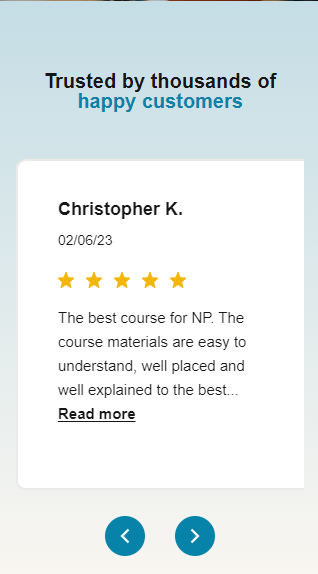 Trusted by thousands of
happy customers
Christopher K.
02/06/23
The best course for NP. The
course materials are easy to
understand, well placed and
well explained to the best...
Read more